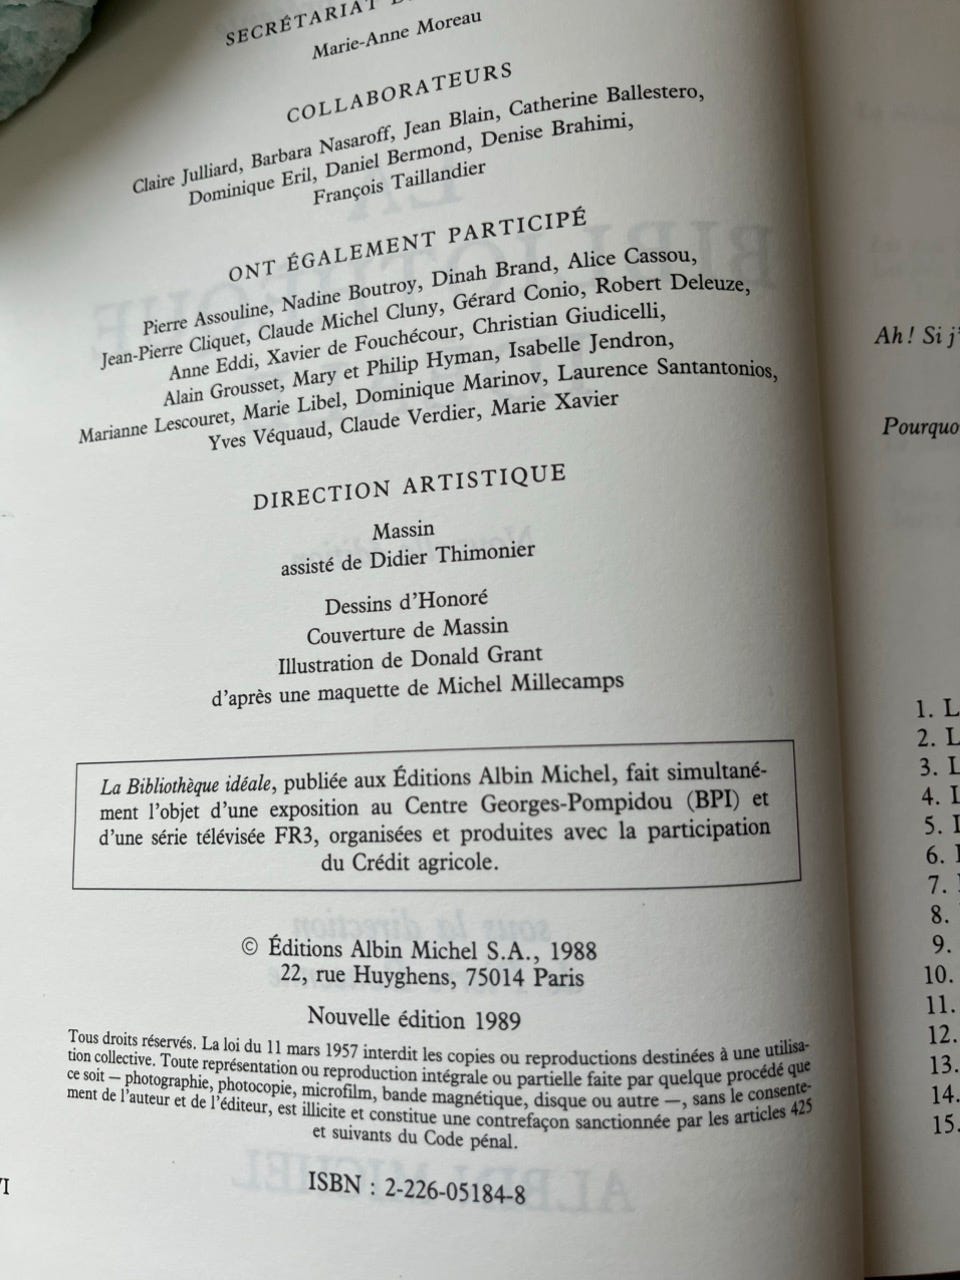 SECRÉTARIAT
Marie-Anne Moreau
COLLABORATEURS
Claire Julliard, Barbara Nasaroff, Jean Blain, Catherine Ballestero,
Dominique Eril, Daniel Bermond, Denise Brahimi,
François Taillandier
ONT ÉGALEMENT PARTICIPÉ
Pierre Assouline, Nadine Boutroy, Dinah Brand, Alice Cassou,
Jean-Pierre Cliquet, Claude Michel Cluny, Gérard Conio, Robert Deleuze,
Anne Eddi, Xavier de Fouchécour, Christian Giudicelli,
Alain Grousset, Mary et Philip Hyman, Isabelle Jendron,
Marianne Lescouret, Marie Libel, Dominique Marinov, Laurence Santantonios,
Yves Véquaud, Claude Verdier, Marie Xavier
DIRECTION ARTISTIQUE
Massin
assisté de Didier Thimonier
Dessins d'Honoré
Couverture de Massin
Illustration de Donald Grant
d'après une maquette de Michel Millecamps
La Bibliothèque idéale, publiée aux Éditions Albin Michel, fait simultané-
ment l'objet d'une exposition au Centre Georges-Pompidou (BPI) et
d'une série télévisée FR3, organisées et produites avec la participation
du Crédit agricole.
© Éditions Albin Michel S.A., 1988
22, rue Huyghens, 75014 Paris
Nouvelle édition 1989
Tous droits réservés. La loi du 11 mars 1957 interdit les copies ou reproductions destinées à une utilisa-
tion collective. Toute représentation ou reproduction intégrale ou partielle faite par quelque procédé que
ce soit — photographie, photocopie, microfilm, bande magnétique, disque ou autre —, sans le consente-
ment de l'auteur et de l'éditeur, est illicite et constitue une contrefaçon sanctionnée par les articles 425
et suivants du Code pénal.
ISBN : 2-226-05184-8
VI
Ah! Si j'
Pourquo
1. L
2. L
3. L
4. L
5.
6.
7.
8.
9.
10.
11.
12.
13.
14.
15.